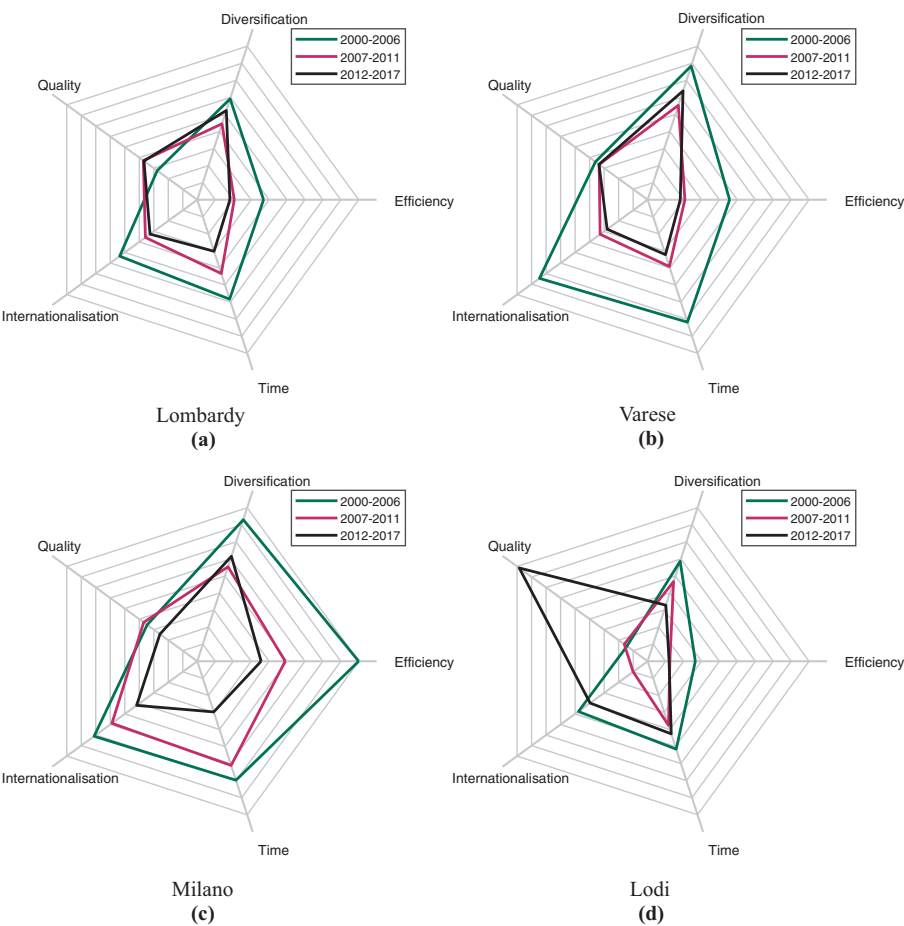 Diversification
2000-2006
2007-2011
2012-2017
Quality
Efficiency
Internationalisation
Time
Lombardy
(a)
Diversification
2000-2006
2007-2011
2012-2017
Quality
Efficiency
Internationalisation
Time
Varese
(b)
Diversification
2000-2006
2007-2011
2012-2017
Quality
Efficiency
Internationalisation
Time
Milano
(c)
Diversification
2000-2006
2007-2011
2012-2017
Quality
Efficiency
Internationalisation
Time
Lodi
(d)